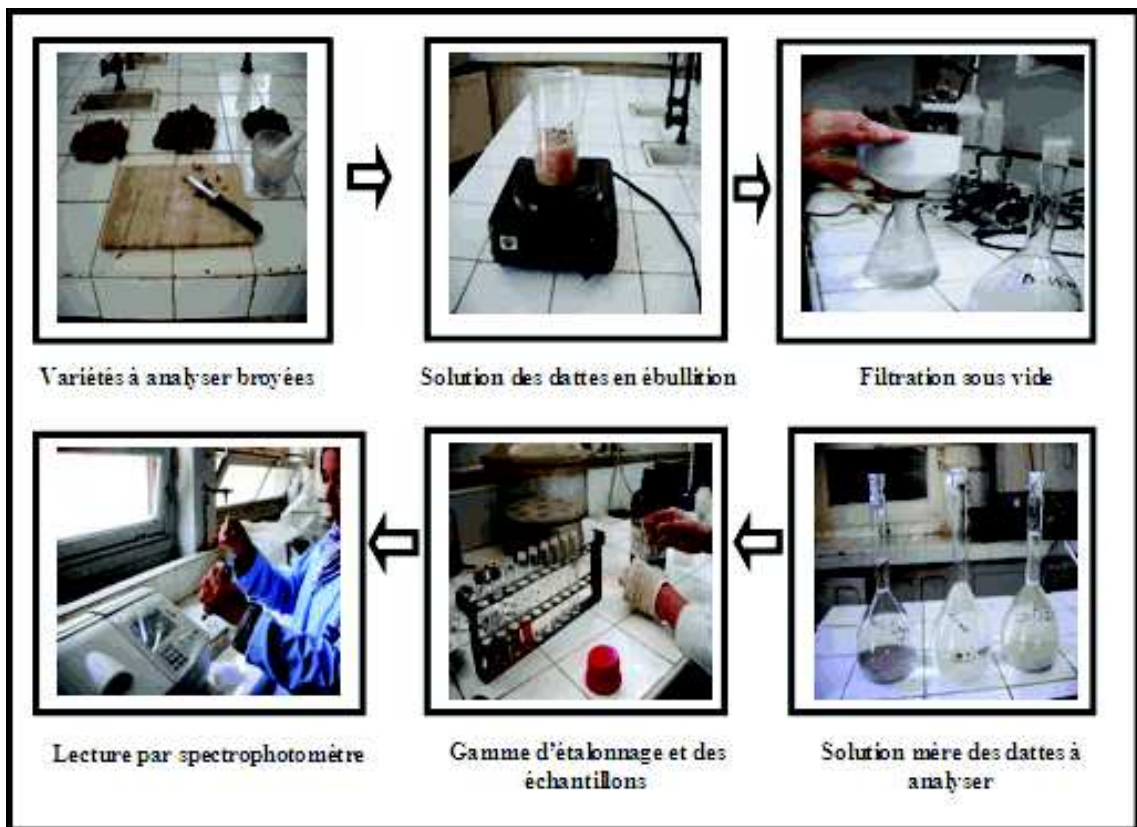 Variétés à analyser broyées
Solution des dattes en ébullition
Filtration sous vide
Lecture par spectrophotomètre
Gamme d'étalonnage et des
échantillons
Solution mère des dattes à
analyser